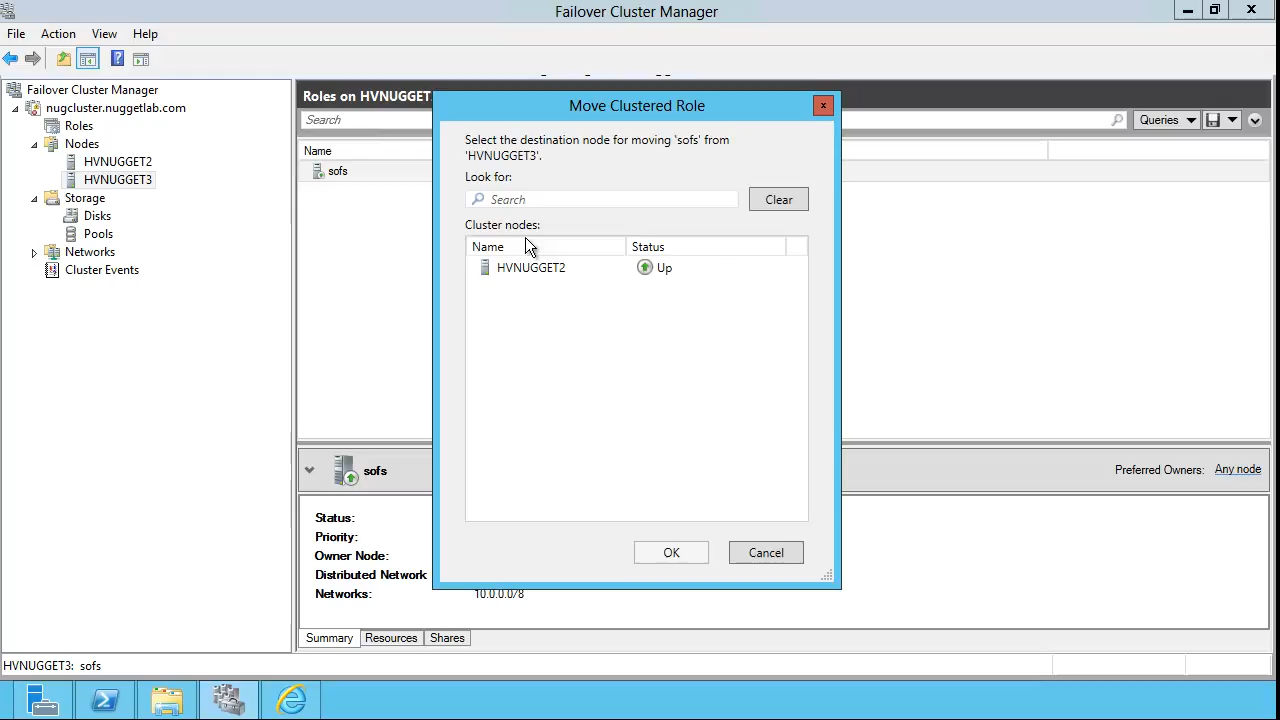 Failover Cluster Manager
File Action View Help
Failover Cluster Manager
nugcluster.nuggetlab.com
Roles
Nodes
HVNUGGET2
HVNUGGET3
Storage
Disks
Pools
Networks
Cluster Events
Roles on HVNUGGET
Search
Queries
Name
sofs
Move Clustered Role
Select the destination node for moving 'sofs' from
'HVNUGGET3'.
Look for:
Search
Clear
Cluster nodes:
Name Status
HVNUGGET2 Up
OK Cancel
sofs
Preferred Owners: Any node
Status:
Priority:
Owner Node:
Distributed Network
Networks: 10.0.0.0/8
Summary Resources Shares
HVNUGGET3: sofs